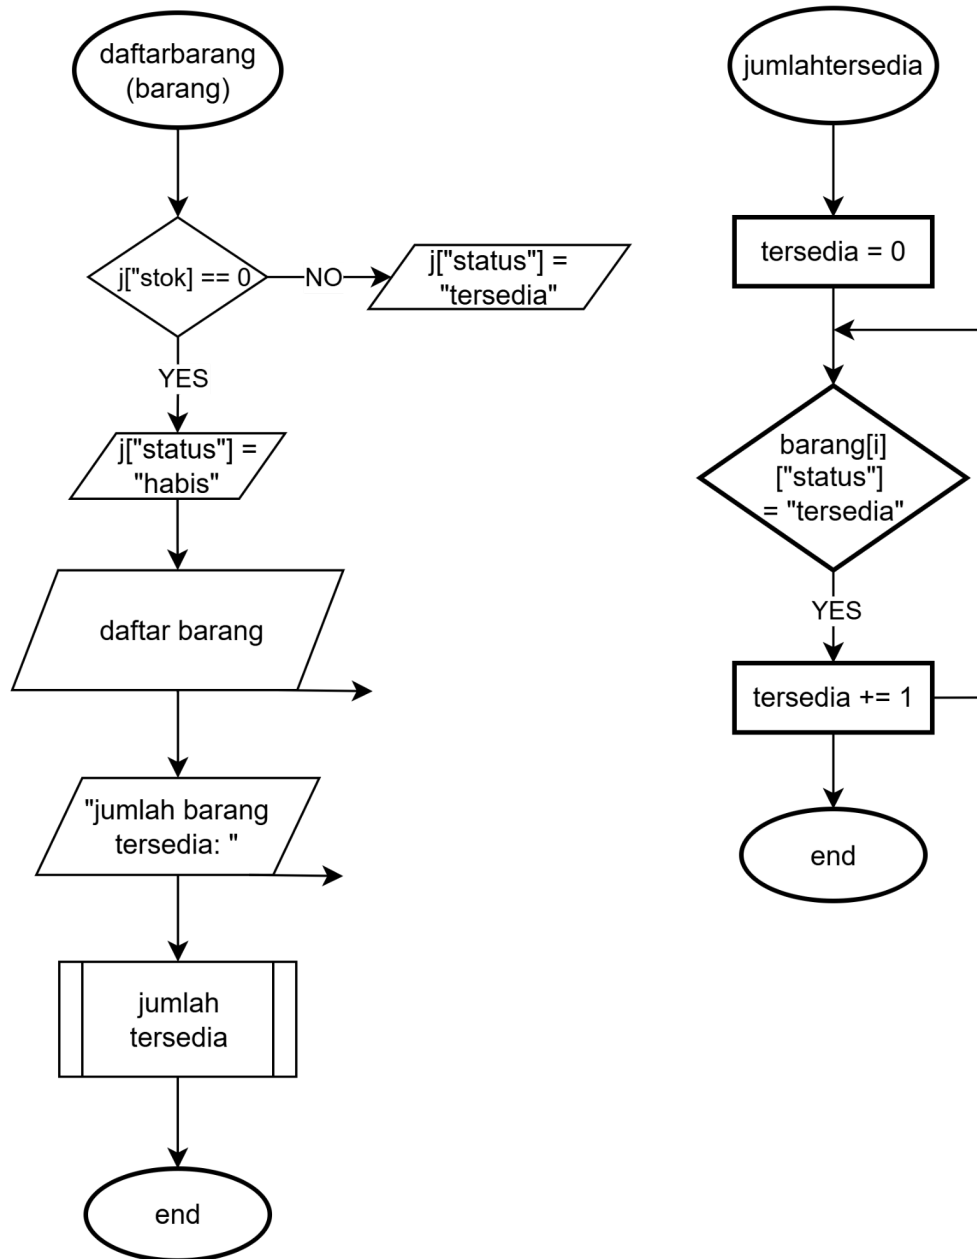 daftarbarang
(barang)
j["stok] == 0
NO
j["status"] =
"tersedia"
YES
j["status"] =
"habis"
daftar barang
"jumlah barang
tersedia: "
jumlah
tersedia
end
jumlahtersedia
tersedia = 0
barang[i]
["status"]
= "tersedia"
YES
tersedia += 1
end